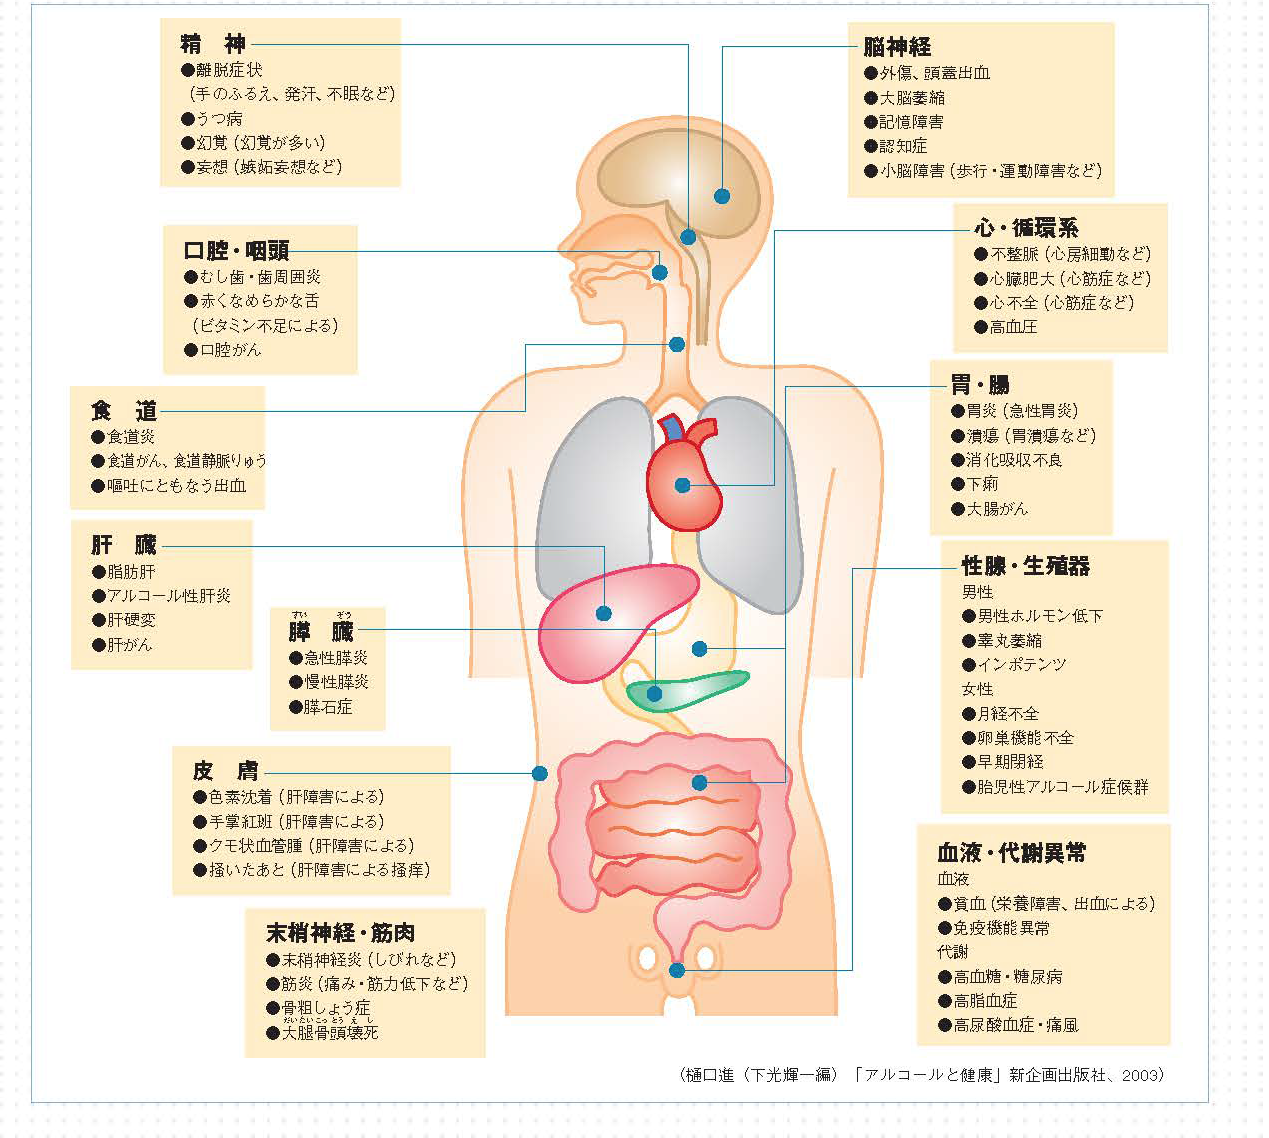 精　神
●離脱症状
（手のふるえ、発汗、不眠など）
●うつ病
●幻覚（幻覚が多い）
●妄想（嫉妬妄想など）
口腔・咽頭
●むし歯・歯周囲炎
●赤くなめらかな舌
（ビタミン不足による）
●口腔がん
食　道
●食道炎
●食道がん、食道静脈りゅう
●嘔吐にともなう出血
肝　臓
●脂肪肝
●アルコール性肝炎
●肝硬変
●肝がん
すい　ぞう
膵　臓
●急性膵炎
●慢性膵炎
●膵石症
皮　膚
●色素沈着（肝障害による）
●手掌紅斑（肝障害による）
●クモ状血管腫（肝障害による）
●掻いたあと（肝障害による掻痒）
末梢神経・筋肉
●末梢神経炎（しびれなど）
●筋炎（痛み・筋力低下など）
●骨粗しょう症
だいたいこっとうえし
●大腿骨頭壊死
脳神経
●外傷、頭蓋出血
●大脳萎縮
●記憶障害
●認知症
●小脳障害（歩行・運動障害など）
心・循環系
●不整脈（心房細動など）
●心臓肥大（心筋症など）
●心不全（心筋症など）
●高血圧
胃・腸
●胃炎（急性胃炎）
●潰瘍（胃潰瘍など）
●消化吸収不良
●下痢
●大腸がん
性腺・生殖器
男性
●男性ホルモン低下
●睾丸萎縮
●インポテンツ
女性
●月経不全
●卵巣機能不全
●早期閉経
●胎児性アルコール症候群
血液・代謝異常
血液
●貧血（栄養障害、出血による）
●免疫機能異常
代謝
●高血糖・糖尿病
●高脂血症
●高尿酸血症・痛風
（樋口進（下光輝一編）「アルコールと健康」新企画出版社、2003）